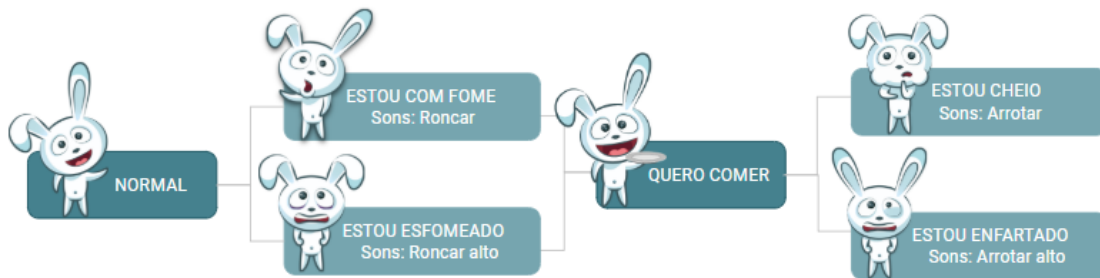 NORMAL
ESTOU COM FOME
Sons: Roncar
ESTOU ESFOMEADO
Sons: Roncar alto
QUERO COMER
ESTOU CHEIO
Sons: Arrotar
ESTOU ENFARTADO
Sons: Arrotar alto